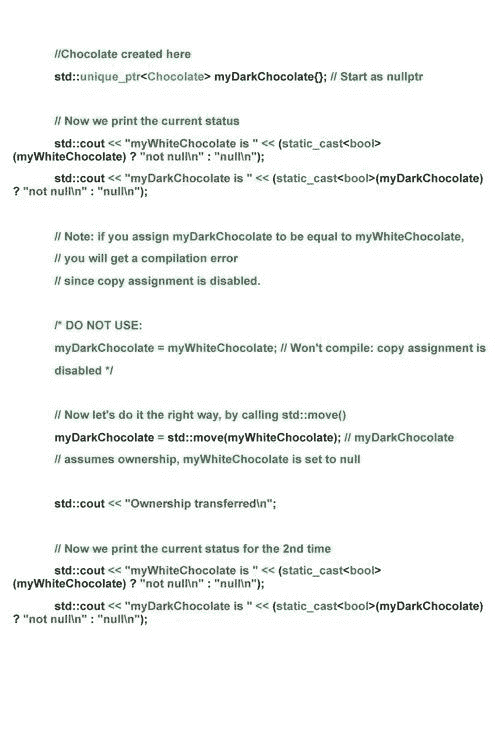 //Chocolate created here
std::unique_ptr<Chocolate> myDarkChocolate{}; // Start as nullptr
// Now we print the current status
std::cout << "myWhiteChocolate is " << (static_cast<bool>
(myWhiteChocolate) ? "not null\n" : "null\n");
std::cout << "myDarkChocolate is " << (static_cast<bool>(myDarkChocolate)
? "not null\n" : "null\n");
// Note: if you assign myDarkChocolate to be equal to myWhiteChocolate,
// you will get a compilation error
// since copy assignment is disabled.
/* DO NOT USE:
myDarkChocolate = myWhiteChocolate; // Won't compile: copy assignment is
disabled */
// Now let's do it the right way, by calling std::move()
myDarkChocolate = std::move(myWhiteChocolate); // myDarkChocolate
// assumes ownership, myWhiteChocolate is set to null
std::cout << "Ownership transferred\n";
// Now we print the current status for the 2nd time
std::cout << "myWhiteChocolate is " << (static_cast<bool>
(myWhiteChocolate) ? "not null\n" : "null\n");
std::cout << "myDarkChocolate is " << (static_cast<bool>(myDarkChocolate)
? "not null\n" : "null\n");